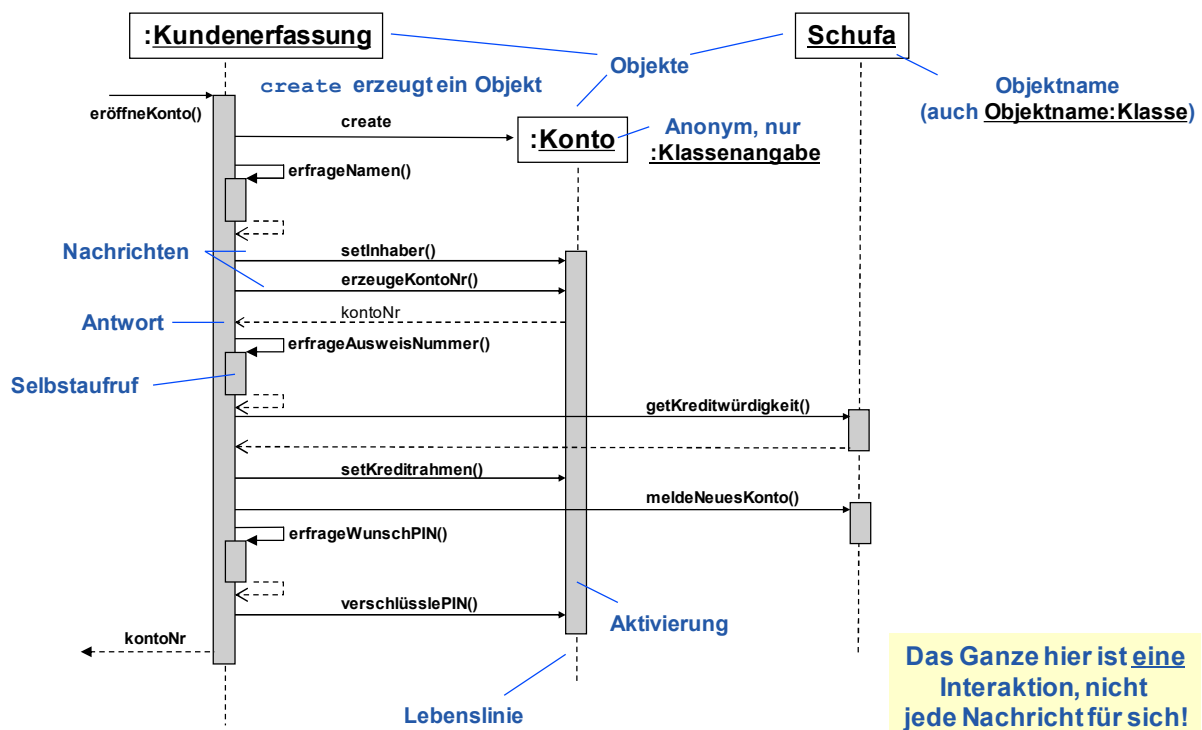 :Kundenerfassung
Schufa
Objekte
create erzeugt ein Objekt
Objektname
(auch Objektname:Klasse)
eröffneKonto()
create
:Konto
Anonym, nur
:Klassenangabe
erfrageNamen()
Nachrichten
setInhaber()
erzeugeKontoNr()
Antwort
kontoNr
erfrageAusweisNummer()
Selbstaufruf
getKreditwürdigkeit()
setKreditrahmen()
meldeNeuesKonto()
erfrageWunschPIN()
verschlüsslePIN()
Aktivierung
kontoNr
Lebenslinie
Das Ganze hier ist eine
Interaktion, nicht
jede Nachricht für sich!